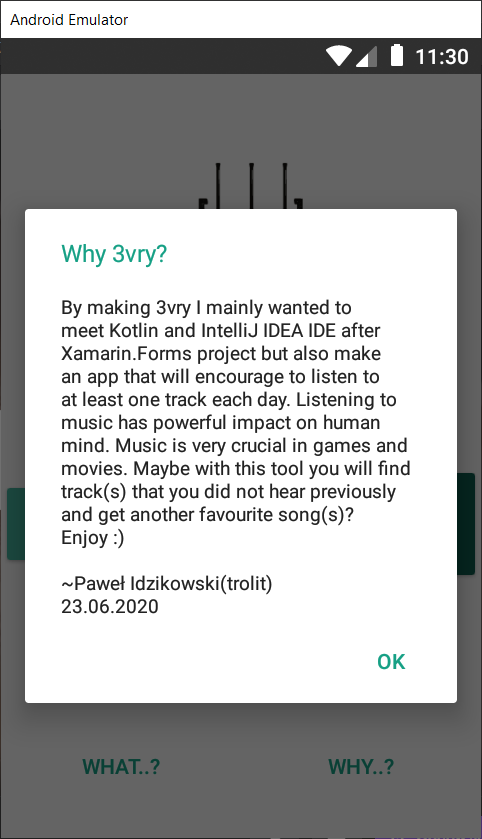 Android Emulator
11:30
Why 3vry?
By making 3vry I mainly wanted to
meet Kotlin and IntelliJ IDEA IDE after
Xamarin.Forms project but also make
an app that will encourage to listen to
at least one track each day. Listening to
music has powerful impact on human
mind. Music is very crucial in games and
movies. Maybe with this tool you will find
track(s) that you did not hear previously
and get another favourite song(s)?
Enjoy :)
~Paweł Idzikowski(trolit)
23.06.2020
OK
WHAT..?
WHY..?